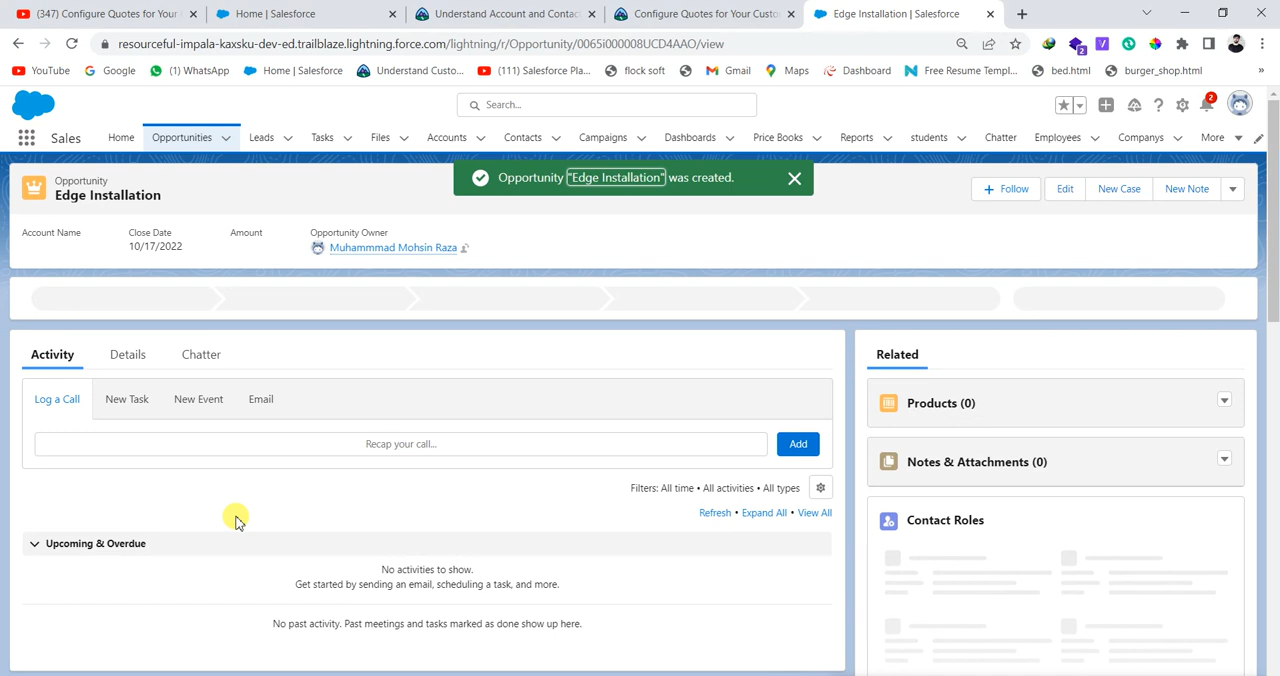 (347) Configure Quotes for Your
Home | Salesforce
Understand Account and Contac
Configure Quotes for Your Custo
Edge Installation | Salesforce
resourceful-impala-kaxsku-dev-ed.trailblaze.lightning.force.com/lightning/r/Opportunity/0065i000008UCD4AAO/view
2
YouTube
Google
(1) WhatsApp
Home | Salesforce
Understand Custo...
(111) Salesforce Pla...
flock soft
Gmail
Maps
Dashboard
Free Resume Templ...
bed.html
burger_shop.html
»
Search...
2
Sales
Home
Opportunities
Leads
Tasks
Files
Accounts
Contacts
Campaigns
Dashboards
Price Books
Reports
students
Chatter
Employees
Companys
More
Opportunity "Edge Installation" was created.
Opportunity
Edge Installation
Follow
Edit
New Case
New Note
Account Name
Close Date
10/17/2022
Amount
Opportunity Owner
Muhammmad Mohsin Raza
Activity
Details
Chatter
Related
Log a Call
New Task
New Event
Email
Products (0)
Recap your call...
Add
Notes & Attachments (0)
Filters: All time • All activities • All types
Refresh • Expand All • View All
Contact Roles
Upcoming & Overdue
No activities to show.
Get started by sending an email, scheduling a task, and more.
No past activity. Past meetings and tasks marked as done show up here.